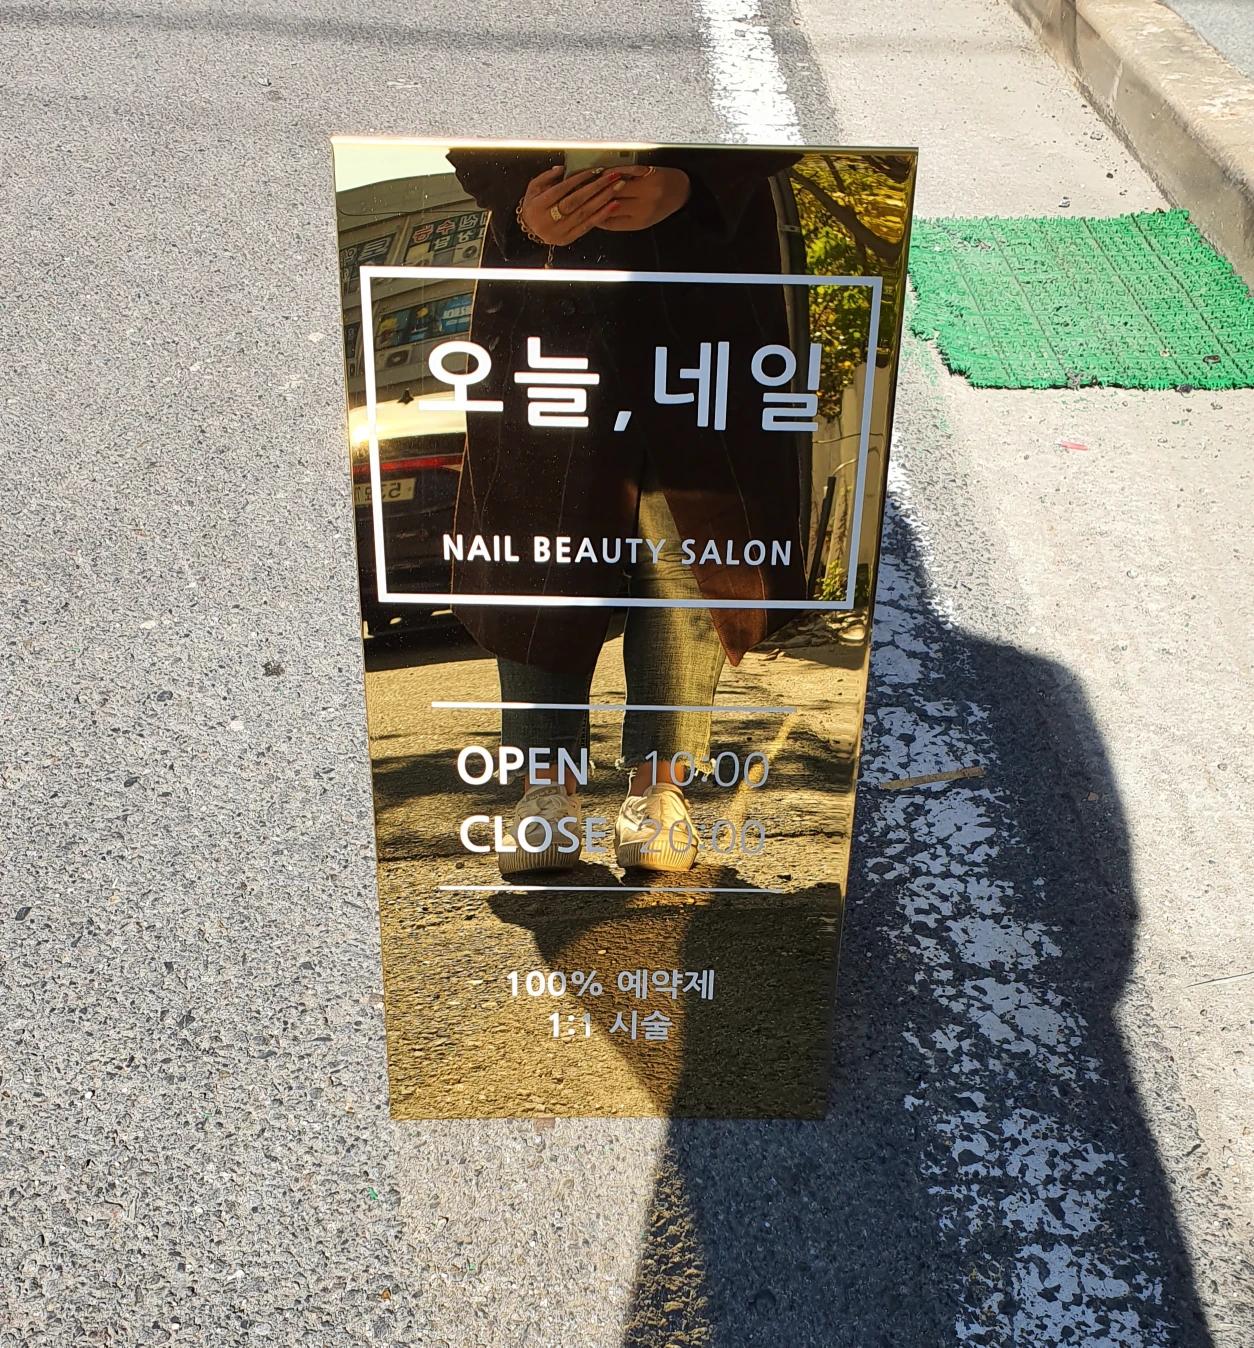 오늘, 네일
NAIL BEAUTY SALON
OPEN 10:00
CLOSE 20:00
100% 예약제
1:1 시술